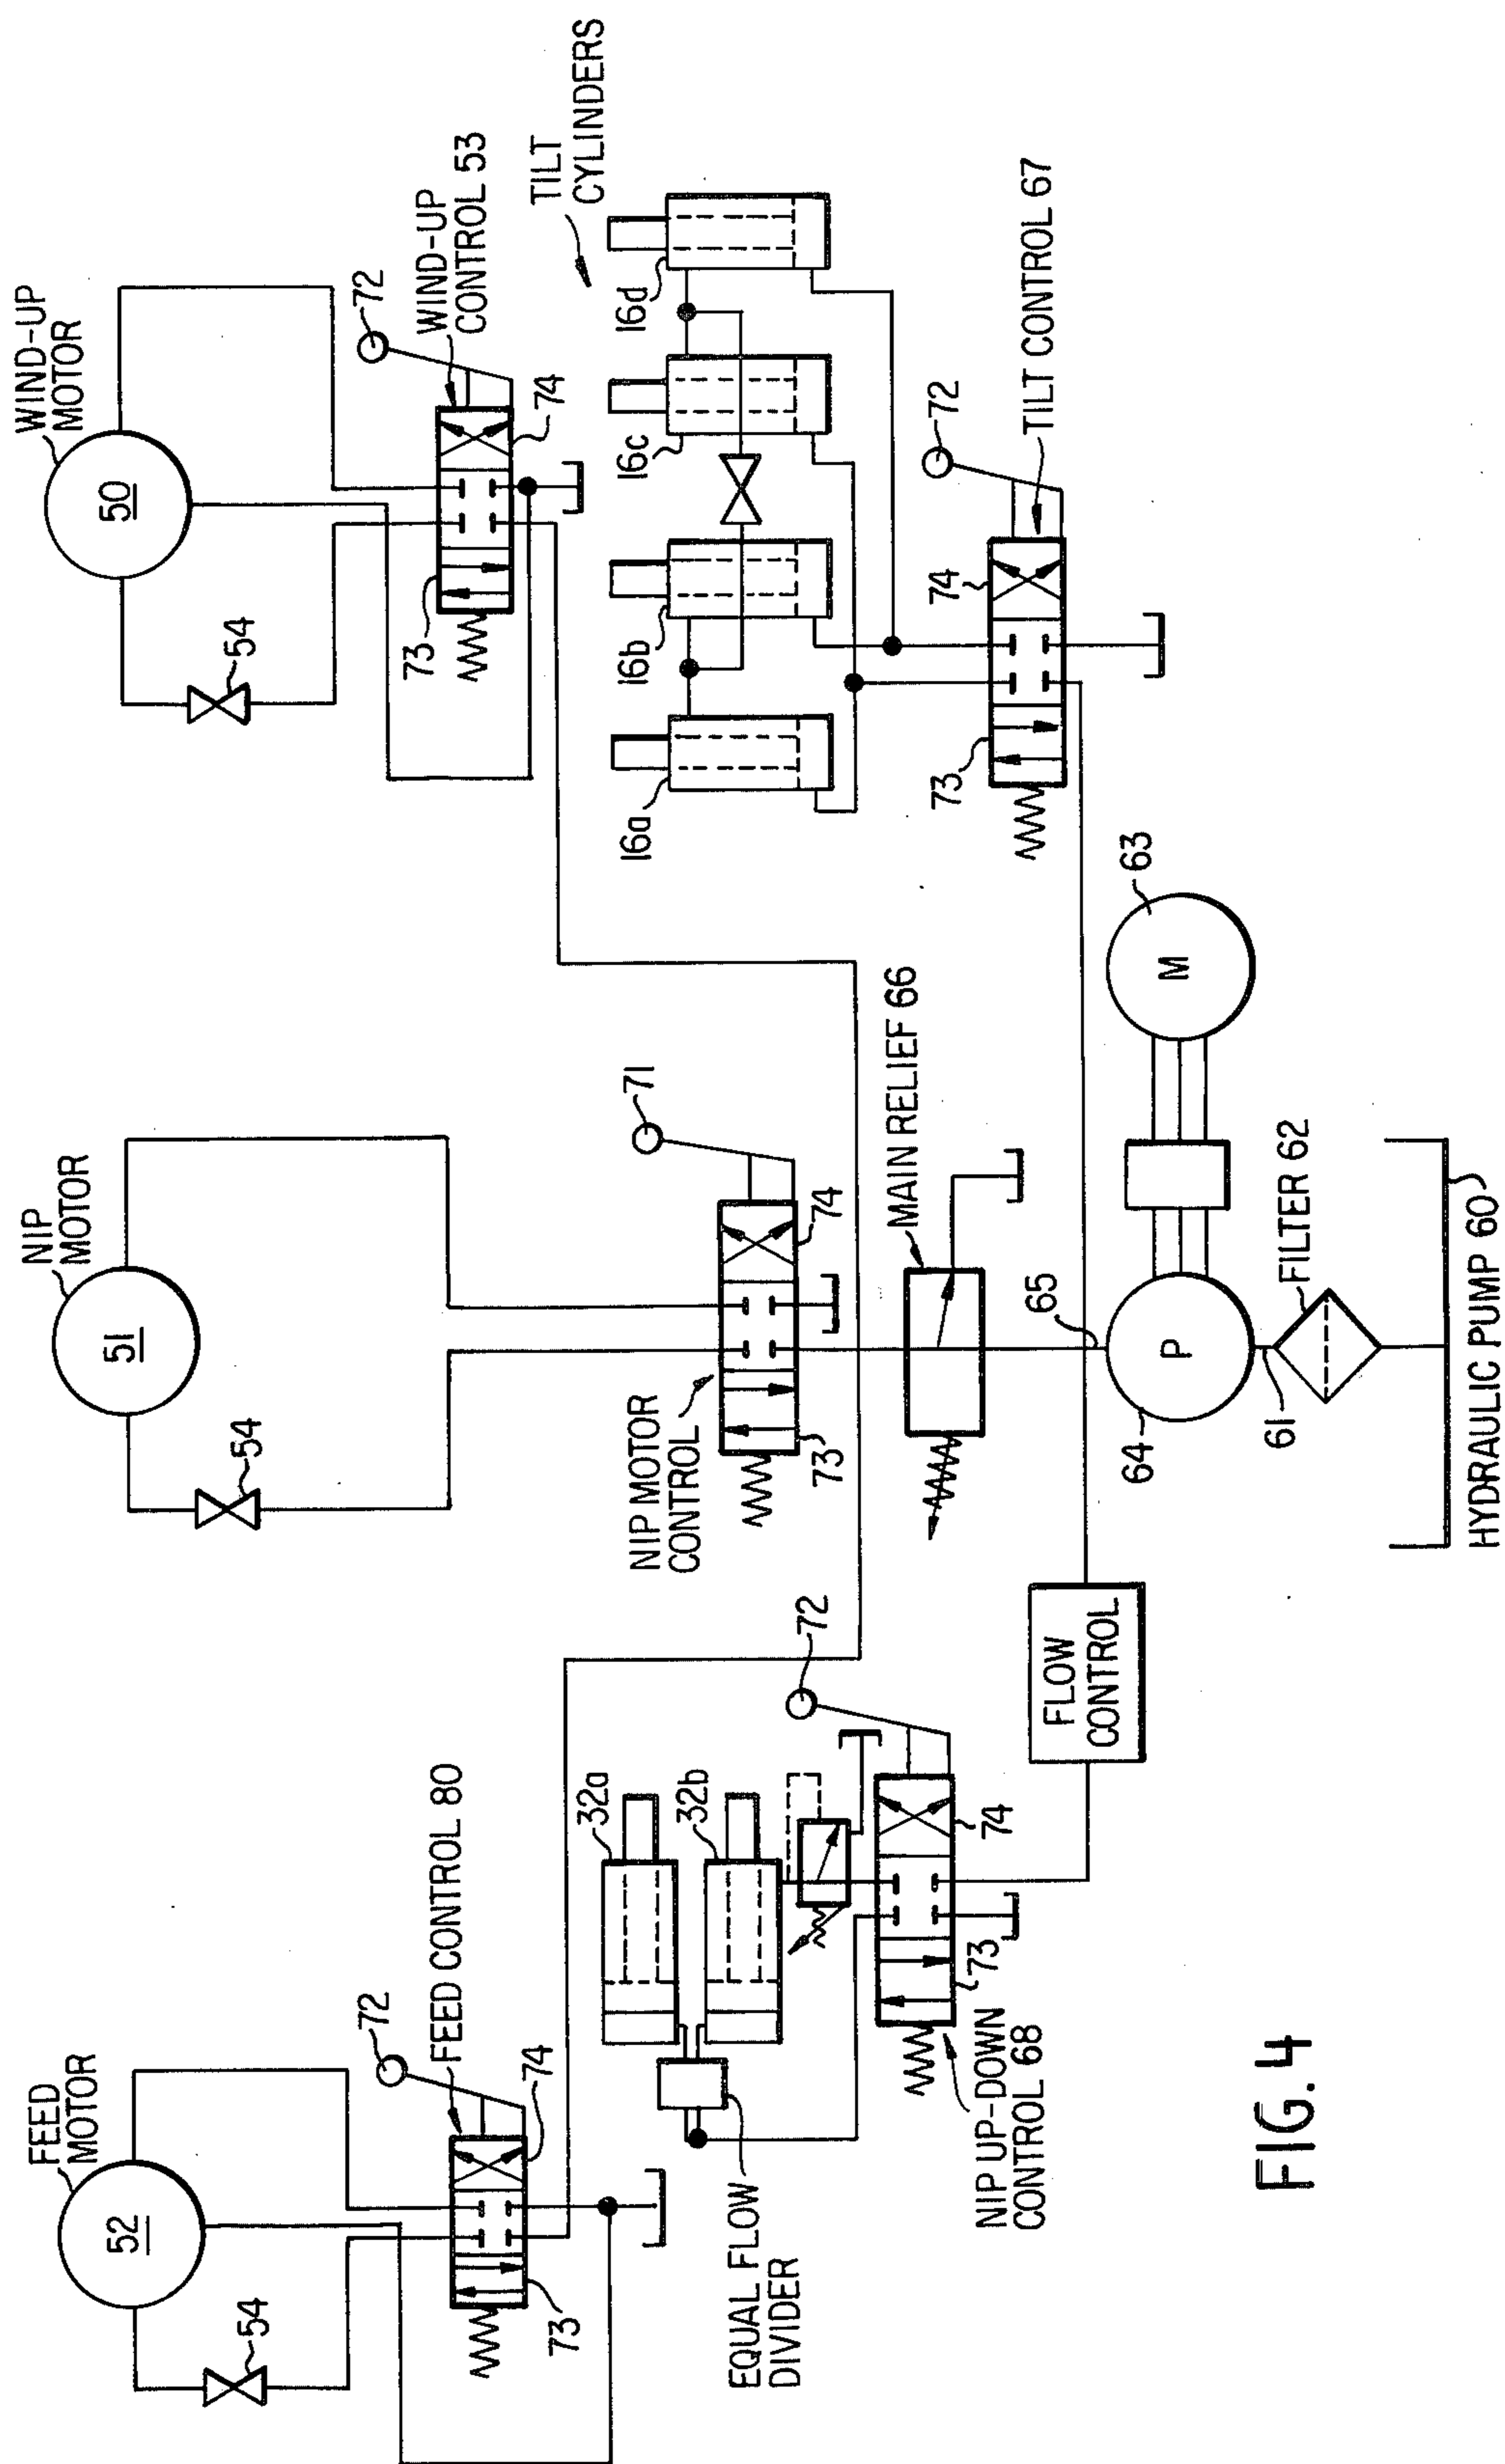 FEED
MOTOR
52
54
72
FEED CONTROL 80
73
74
NIP
MOTOR
51
54
71
NIP MOTOR
CONTROL
73
74
WIND-UP
MOTOR
50
54
72
WIND-UP
CONTROL 53
73
74
EQUAL FLOW
DIVIDER
32a
32b
72
73
74
NIP UP-DOWN
CONTROL 68
MAIN RELIEF 66
TILT
CYLINDERS
16a
16b
16c
16d
72
73
74
TILT CONTROL 67
FLOW
CONTROL
65
64
P
M
63
61
FILTER 62
HYDRAULIC PUMP 60
FIG. 4